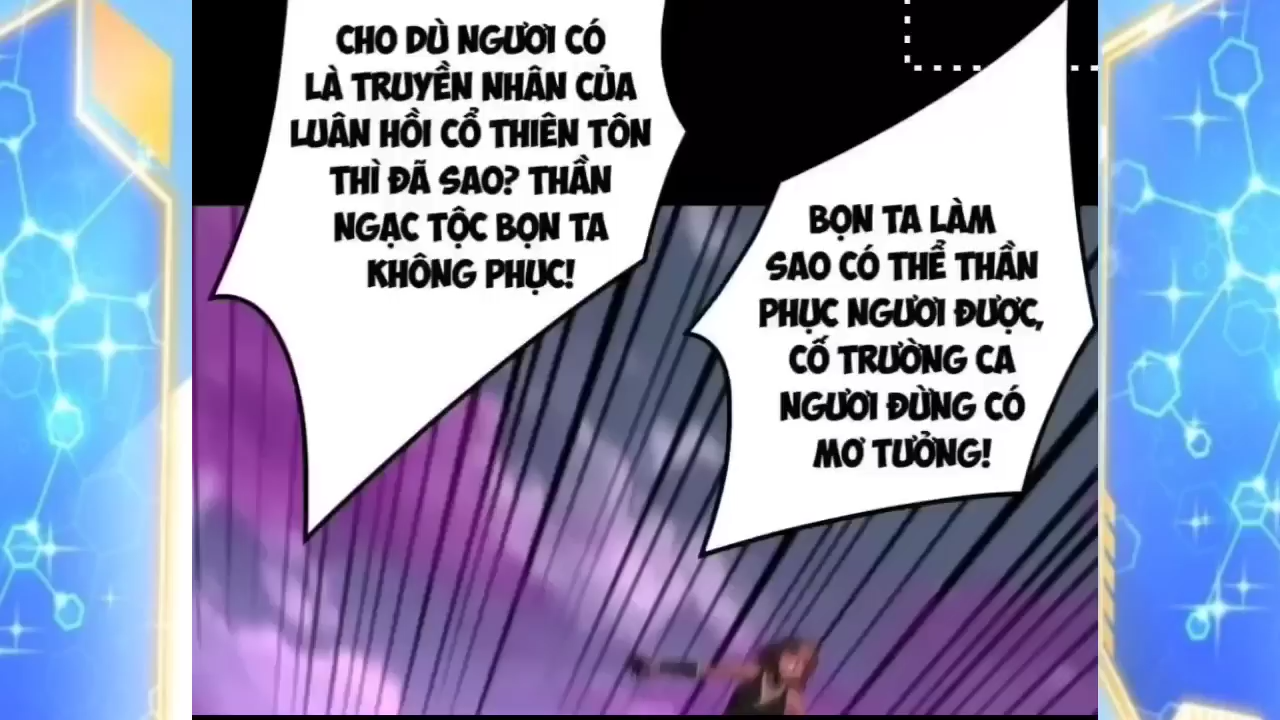 CHO DÙ NGƯƠI CÓ
LÀ TRUYỀN NHÂN CỦA
LUÂN HỒI CỔ THIÊN TÔN
THÌ ĐÃ SAO? THẦN
NGẠC TỘC BỌN TA
KHÔNG PHỤC!
BỌN TA LÀM
SAO CÓ THỂ THẦN
PHỤC NGƯƠI ĐƯỢC,
CỐ TRƯỜNG CA
NGƯƠI ĐỪNG CÓ
MƠ TƯỞNG!